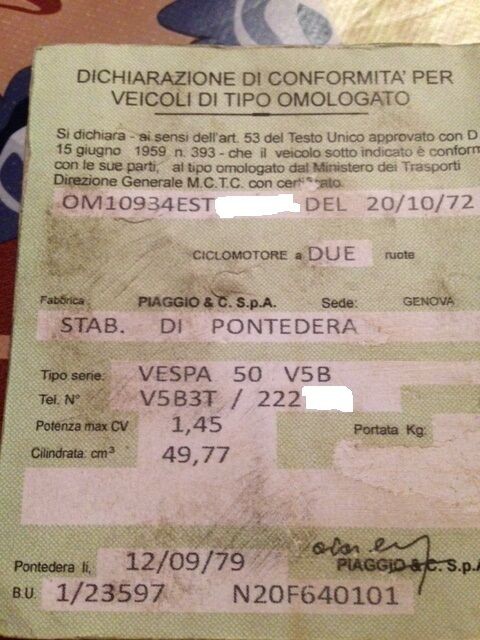 DICHIARAZIONE DI CONFORMITA' PER
VEICOLI DI TIPO OMOLOGATO
Si dichiara - ai sensi dell'art. 53 del Testo Unico approvato con D
15 giugno 1959 n. 393 - che il veicolo sotto indicato è conform
con le sue parti, al tipo omologato dal Ministero dei Trasporti
Direzione Generale M.C.T.C. con certificato.
OM10934EST DEL 20/10/72
CICLOMOTORE a DUE ruote
Fabbrica: PIAGGIO & C. S.p.A. Sede: GENOVA
STAB. DI PONTEDERA
Tipo serie: VESPA 50 V5B
Tel. N° V5B3T / 222
Potenza max CV 1,45 Portata Kg:
Cilindrata: cm³ 49,77
Pontedera li, 12/09/79 PIAGGIO & C. S.p.A
B.U. 1/23597 N20F640101